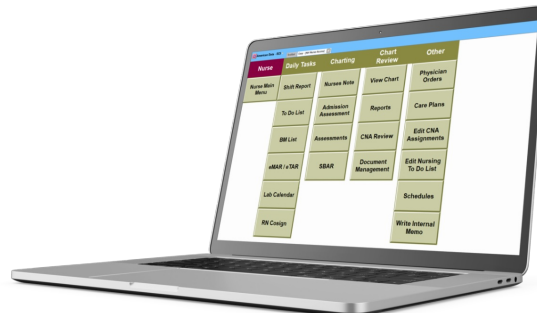 Nurse
Daily Tasks
Charting
Chart
Review
Other
Nurse Main
Menu
Shift Report
Nurses Note
View Chart
Physician
Orders
To Do List
Admission
Assessment
Reports
Care Plans
BM List
Assessments
CNA Review
Edit CNA
Assignments
eMAR / eTAR
SBAR
Document
Management
Edit Nursing
To Do List
Lab Calendar
Schedules
RN Cosign
Write Internal
Memo